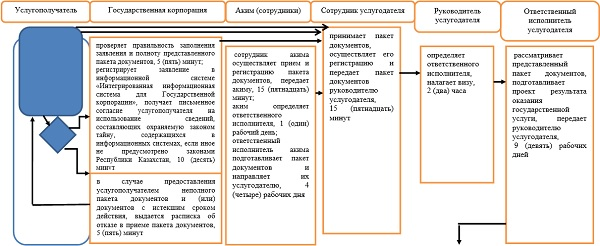 Услугополучатель
Государственная корпорация
Аким (сотрудники)
Сотрудник услугодателя
Руководитель
услугодателя
Ответственный
исполнитель
услугодателя
проверяет правильность заполнения
заявления и полноту представленного
пакета документов, 5 (пять) минут;
регистрирует заявление в
информационной системе
«Интегрированная информационная
система для Государственной
корпорации», получает письменное
согласие услугополучателя на
использование сведений,
составляющих охраняемую законом
тайну, содержащихся в
информационных системах, если иное
не предусмотрено законами
Республики Казахстан, 10 (десять)
минут
в случае предоставления
услугополучателем неполного
пакета документов и (или)
документов с истекшим сроком
действия, выдается расписка об
отказе в приеме пакета документов,
5 (пять) минут
сотрудник акима
осуществляет прием и
регистрацию пакета
документов, передает
акиму, 15 (пятнадцать)
минут;
аким определяет
ответственного
исполнителя, 1 (один)
рабочий день;
ответственный
исполнитель акима
подготавливает пакет
документов и
направляет их
услугодателю, 4
(четыре) рабочих дня
принимает пакет
документов,
осуществляет его
регистрацию и
передает пакет
документов
руководителю
услугодателя, 15
(пятнадцать)
минут
определяет
ответственного
исполнителя,
налагает визу,
2 (два) часа
рассматривает
представленный
пакет документов,
подготавливает
проект результата
оказания
государственной
услуги, передает
руководителю
услугодателя,
9 (девять) рабочих
дней